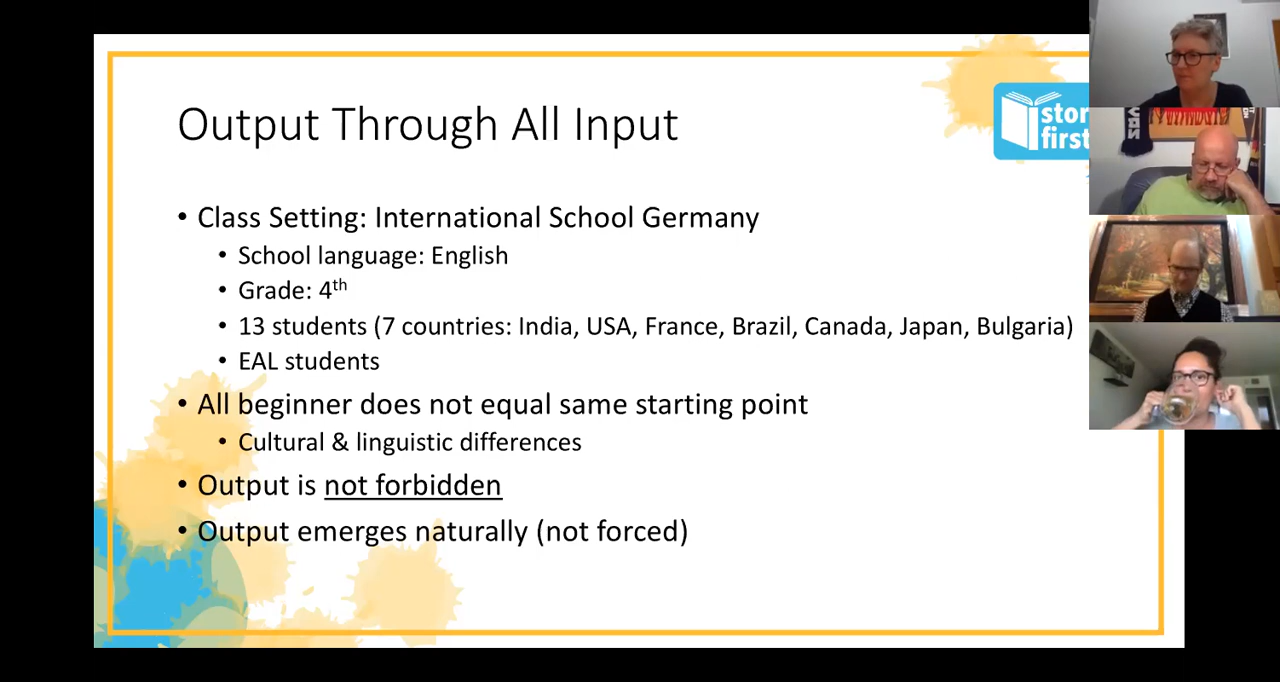 Output Through All Input
stor
first
• Class Setting: International School Germany
• School language: English
• Grade: 4th
• 13 students (7 countries: India, USA, France, Brazil, Canada, Japan, Bulgaria)
• EAL students
• All beginner does not equal same starting point
• Cultural & linguistic differences
• Output is not forbidden
• Output emerges naturally (not forced)